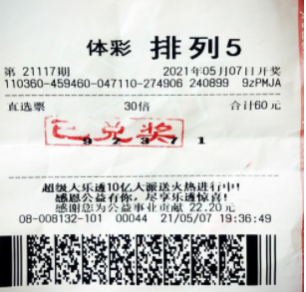 体彩 排列5
第 21117期 2021年05月07日开奖
110360-459460-047110-274906 240899 9zPMJA
直选票 30倍 合计60元
已兑奖
9 2 3 7 1
超级大乐透10亿大派送火热进行中!
感恩公益有你，尽享乐透惊喜!
感谢您为公益事业贡献 22.20元
08-008132-101 00044 21/05/07 19:36:49